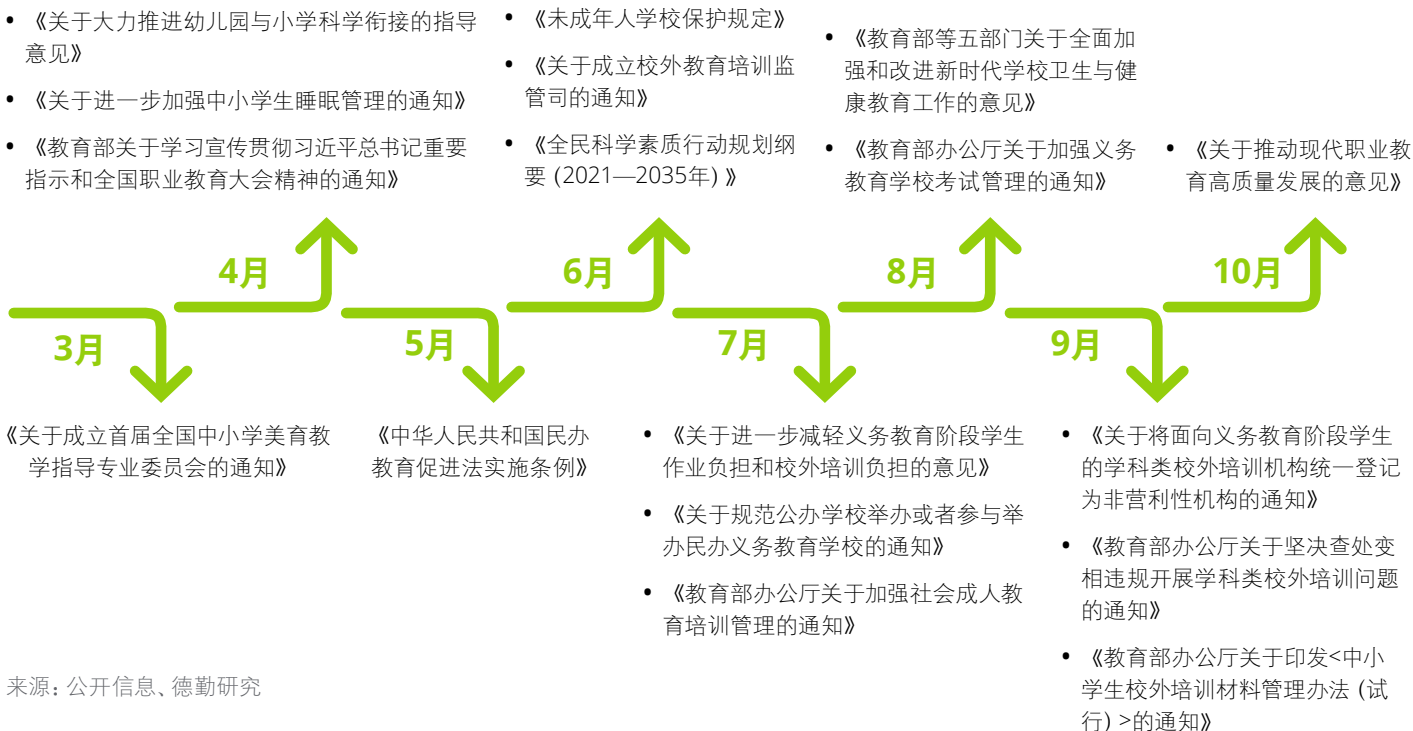 • 《关于大力推进幼儿园与小学科学衔接的指导
意见》
• 《关于进一步加强中小学生睡眠管理的通知》
• 《教育部关于学习宣传贯彻习近平总书记重要
指示和全国职业教育大会精神的通知》
• 《未成年人学校保护规定》
• 《关于成立校外教育培训监
管司的通知》
• 《全民科学素质行动规划纲
要 (2021—2035年) 》
• 《教育部等五部门关于全面加
强和改进新时代学校卫生与健
康教育工作的意见》
• 《教育部办公厅关于加强义务
教育学校考试管理的通知》
• 《关于推动现代职业教
育高质量发展的意见》
4月
6月
8月
10月
3月
5月
7月
9月
《关于成立首届全国中小学美育教
学指导专业委员会的通知》
《中华人民共和国民办
教育促进法实施条例》
• 《关于进一步减轻义务教育阶段学生
作业负担和校外培训负担的意见》
• 《关于规范公办学校举办或者参与举
办民办义务教育学校的通知》
• 《教育部办公厅关于加强社会成人教
育培训管理的通知》
• 《关于将面向义务教育阶段学生
的学科类校外培训机构统一登记
为非营利性机构的通知》
• 《教育部办公厅关于坚决查处变
相违规开展学科类校外培训问题
的通知》
• 《教育部办公厅关于印发<中小
学生校外培训材料管理办法 (试
行) >的通知》
来源: 公开信息、德勤研究